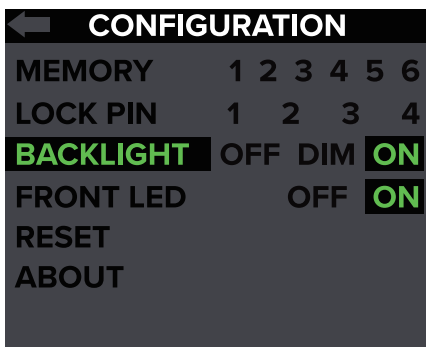 CONFIGURATION
MEMORY 1 2 3 4 5 6
LOCK PIN 1 2 3 4
BACKLIGHT OFF DIM ON
FRONT LED OFF ON
RESET
ABOUT